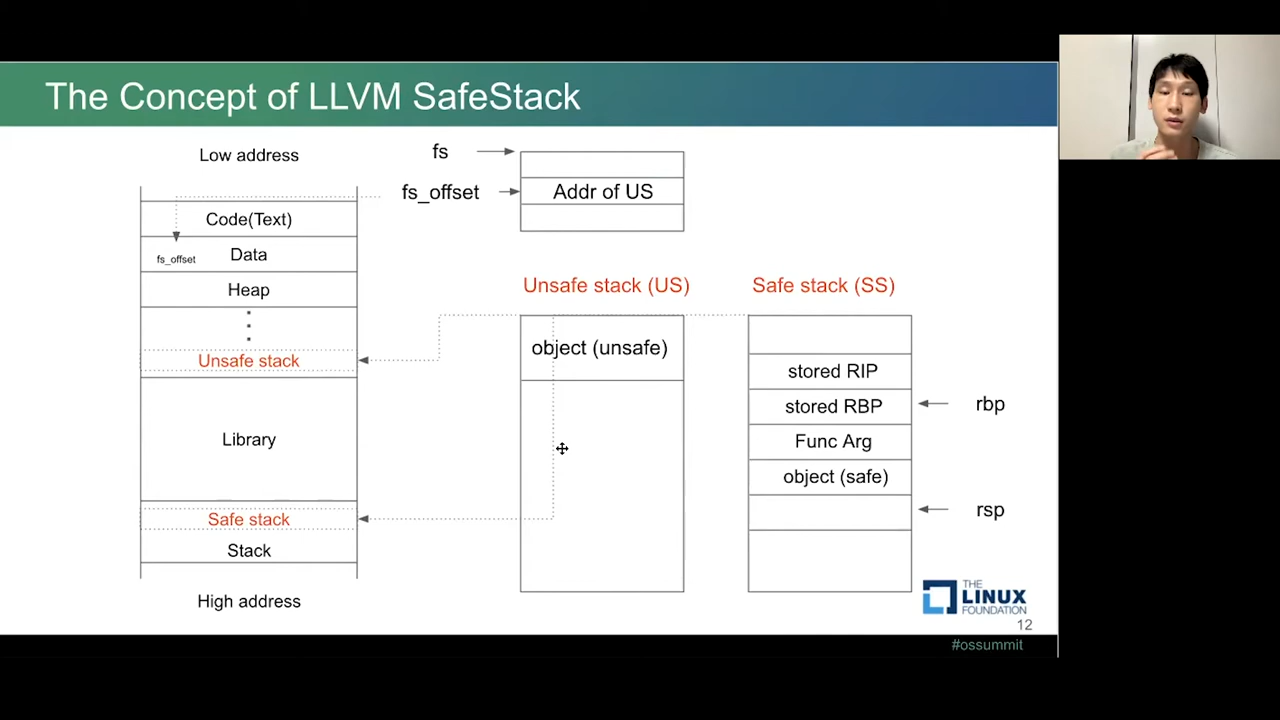 The Concept of LLVM SafeStack
Low address
Code(Text)
fs_offset
Data
Heap
Unsafe stack
Library
Safe stack
Stack
High address
fs
fs_offset
Addr of US
Unsafe stack (US)
object (unsafe)
Safe stack (SS)
stored RIP
stored RBP
Func Arg
object (safe)
rbp
rsp
THE
LINUX
FOUNDATION
12
#ossummit